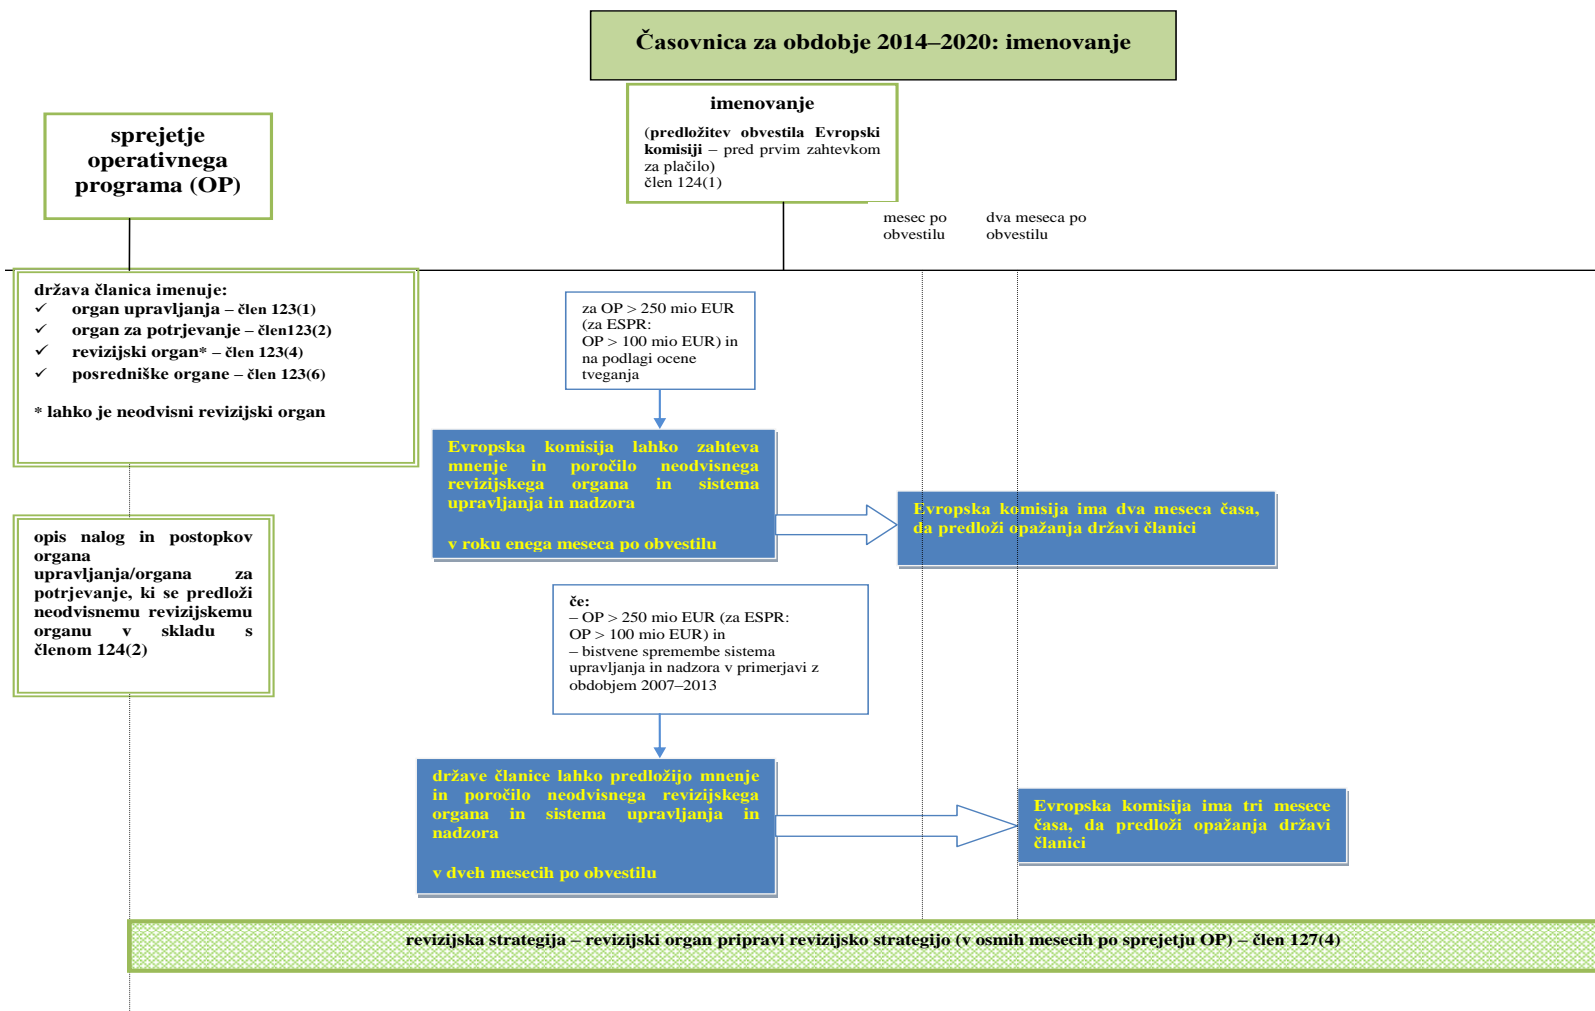 Časovnica za obdobje 2014–2020: imenovanje
sprejetje
operativnega
programa (OP)
imenovanje
(predložitev obvestila Evropski
komisiji – pred prvim zahtevkom
za plačilo)
člen 124(1)
mesec po
obvestilu
dva meseca po
obvestilu
država članica imenuje:
✓ organ upravljanja – člen 123(1)
✓ organ za potrjevanje – člen123(2)
✓ revizijski organ* – člen 123(4)
✓ posredniške organe – člen 123(6)
* lahko je neodvisni revizijski organ
za OP > 250 mio EUR
(za ESPR:
OP > 100 mio EUR) in
na podlagi ocene
tveganja
Evropska komisija lahko zahteva
mnenje in poročilo neodvisnega
revizijskega organa in sistema
upravljanja in nadzora
v roku enega meseca po obvestilu
Evropska komisija ima dva meseca časa,
da predloži opažanja državi članici
opis nalog in postopkov
organa
upravljanja/organa za
potrjevanje, ki se predloži
neodvisnemu revizijskemu
organu v skladu s
členom 124(2)
če:
– OP > 250 mio EUR (za ESPR:
OP > 100 mio EUR) in
– bistvene spremembe sistema
upravljanja in nadzora v primerjavi z
obdobjem 2007–2013
države članice lahko predložijo mnenje
in poročilo neodvisnega revizijskega
organa in sistema upravljanja in
nadzora
v dveh mesecih po obvestilu
Evropska komisija ima tri mesece
časa, da predloži opažanja državi
članici
revizijska strategija – revizijski organ pripravi revizijsko strategijo (v osmih mesecih po sprejetju OP) – člen 127(4)